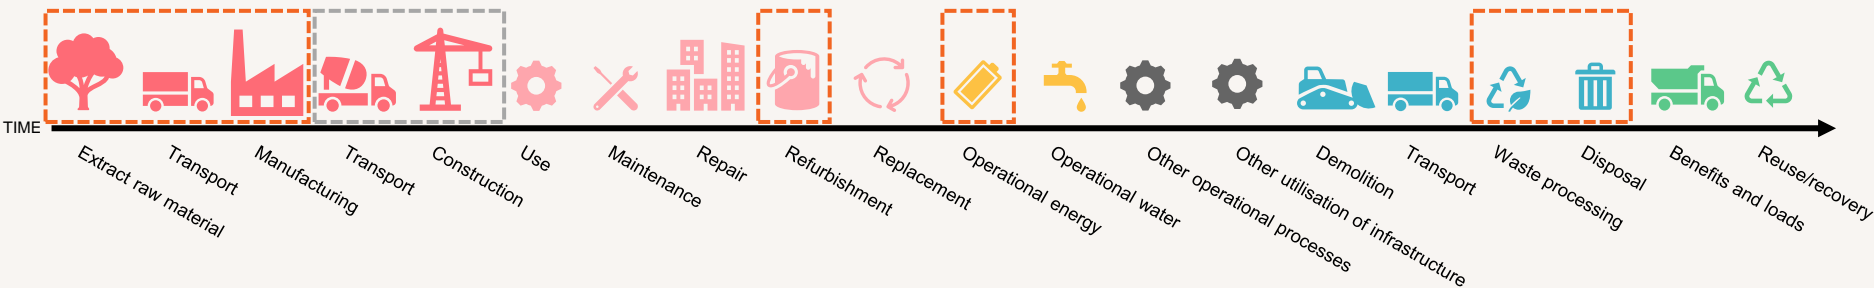 TIME
Extract raw material
Transport
Manufacturing
Transport
Construction
Use
Maintenance
Repair
Refurbishment
Replacement
Operational energy
Operational water
Other operational processes
Other utilisation of infrastructure
Demolition
Transport
Waste processing
Disposal
Benefits and loads
Reuse/recovery